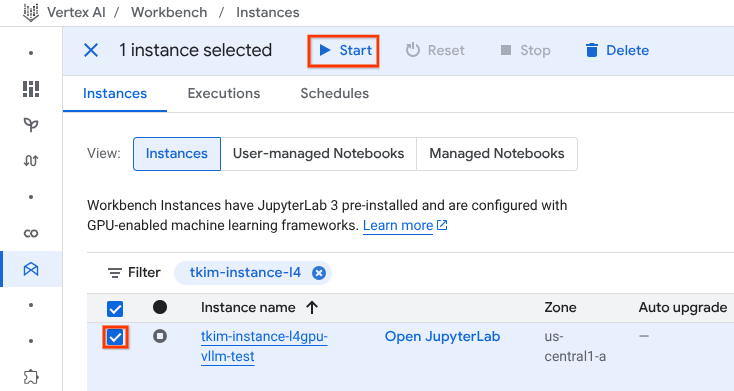 Vertex AI / Workbench / Instances
1 instance selected Start Reset Stop Delete
Instances Executions Schedules
View: Instances User-managed Notebooks Managed Notebooks
Workbench Instances have JupyterLab 3 pre-installed and are configured with
GPU-enabled machine learning frameworks. Learn more
Filter tkim-instance-l4
Instance name Zone Auto upgrade
tkim-instance-l4gpu- Open JupyterLab us- —
vllm-test central1-a